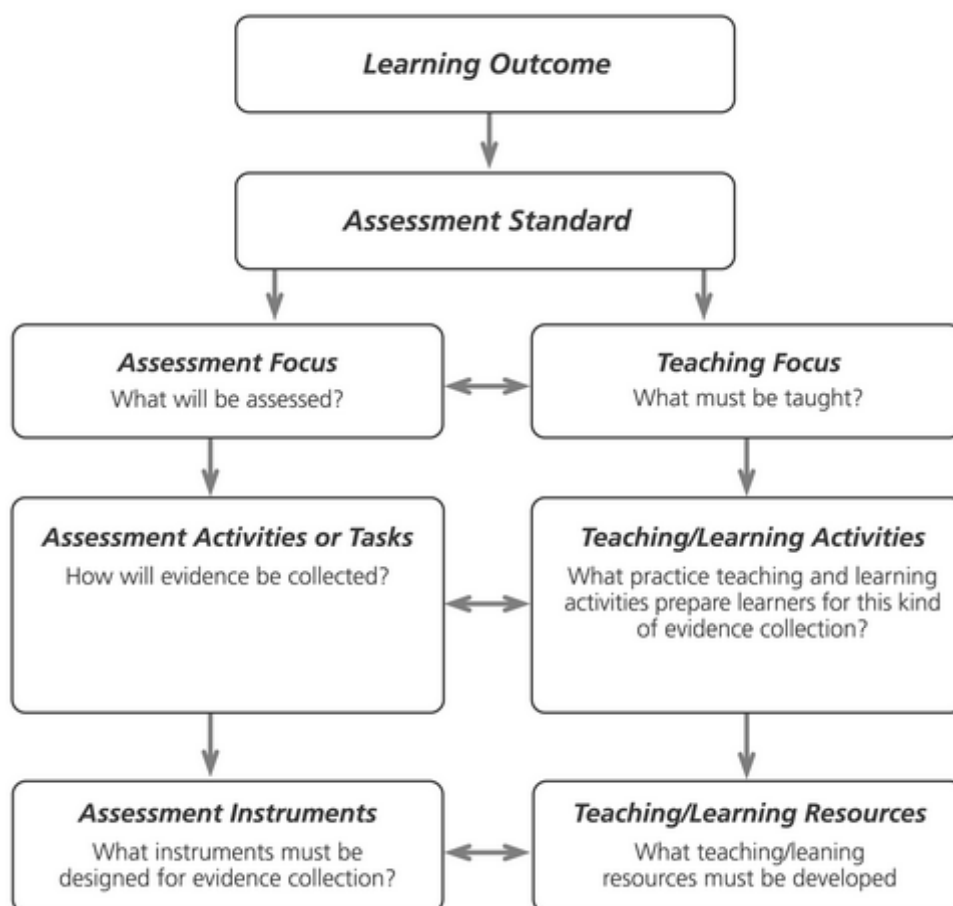 Learning Outcome
Assessment Standard
Assessment Focus
What will be assessed?
Teaching Focus
What must be taught?
Assessment Activities or Tasks
How will evidence be collected?
Teaching/Learning Activities
What practice teaching and learning
activities prepare learners for this kind
of evidence collection?
Assessment Instruments
What instruments must be
designed for evidence collection?
Teaching/Learning Resources
What teaching/leaning
resources must be developed